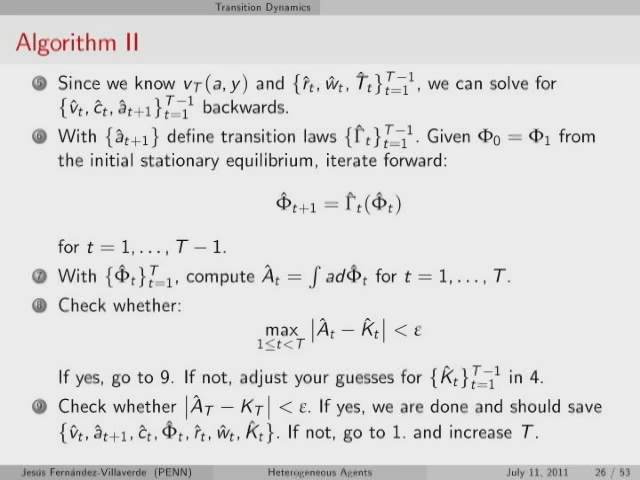 Transition Dynamics
Algorithm II
5 Since we know v_T(a, y) and {r̂_t, ŵ_t, T̂_t}_{t=1}^{T−1}, we can solve for
{v̂_t, ĉ_t, â_{t+1}}_{t=1}^{T−1} backwards.
6 With {â_{t+1}} define transition laws {Γ̂_t}_{t=1}^{T−1}. Given Φ_0 = Φ_1 from
the initial stationary equilibrium, iterate forward:
Φ̂_{t+1} = Γ̂_t(Φ̂_t)
for t = 1, . . . , T − 1.
7 With {Φ̂_t}_{t=1}^{T}, compute Â_t = ∫ adΦ̂_t for t = 1, . . . , T.
8 Check whether:
max_{1≤t<T} |Â_t − K̂_t| < ε
If yes, go to 9. If not, adjust your guesses for {K̂_t}_{t=1}^{T−1} in 4.
9 Check whether |Â_T − K_T| < ε. If yes, we are done and should save
{v̂_t, â_{t+1}, ĉ_t, Φ̂_t, r̂_t, ŵ_t, K̂_t}. If not, go to 1. and increase T.
Jesús Fernández-Villaverde (PENN) Heterogeneous Agents July 11, 2011 26 / 53